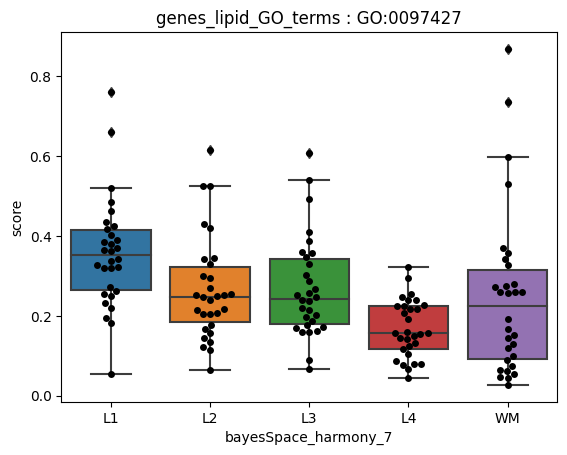 genes_lipid_GO_terms : GO:0097427
0.8
0.6
0.4
0.2
0.0
score
L1 L2 L3 L4 WM
bayesSpace_harmony_7